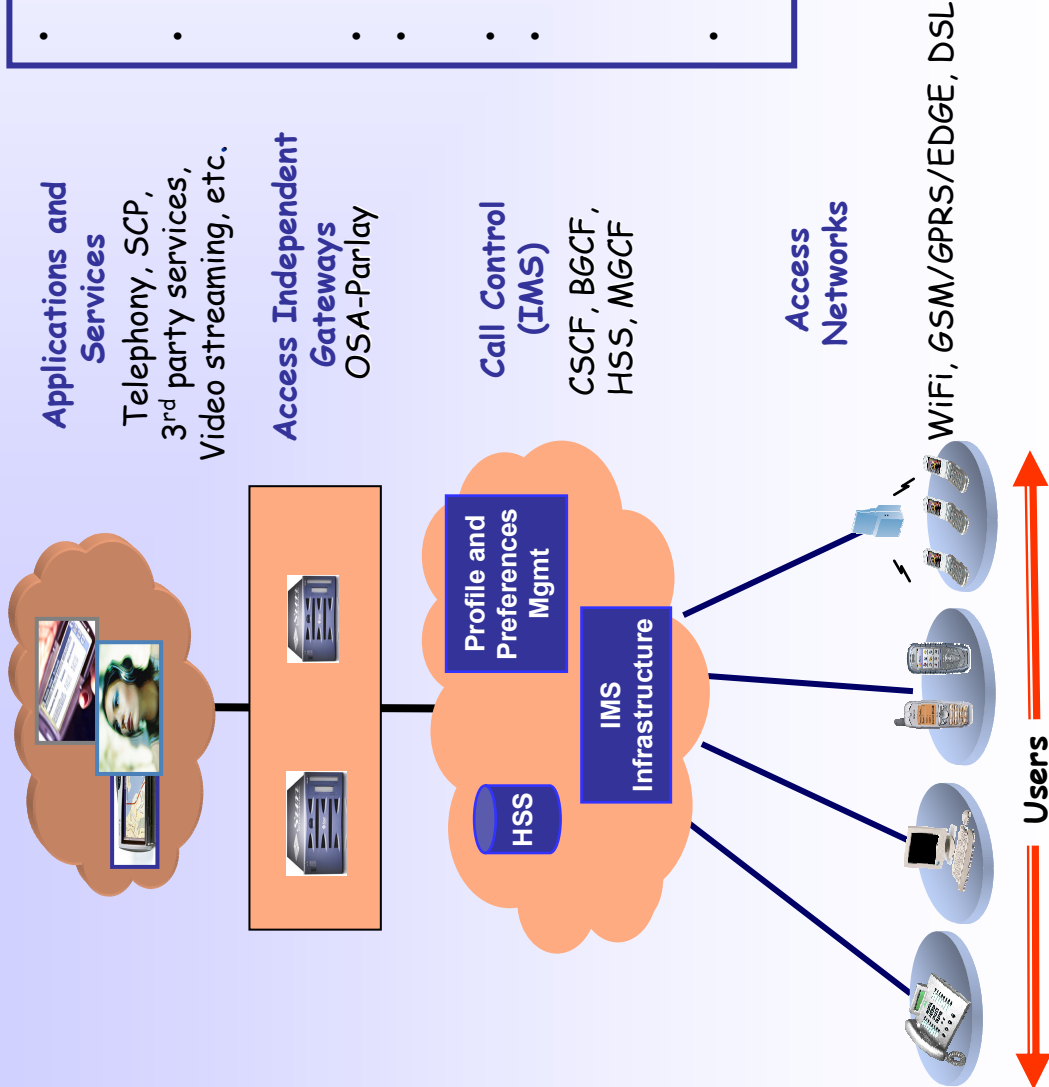 Applications and
Services
Telephony, SCP,
3rd party services,
Video streaming, etc.
Access Independent
Gateways
OSA-Parlay
Profile and
Preferences
Mgmt
HSS
IMS
Infrastructure
Call Control
(IMS)
CSCF, BGCF,
HSS, MGCF
Access
Networks
WiFi, GSM/GPRS/EDGE, DSL
Users